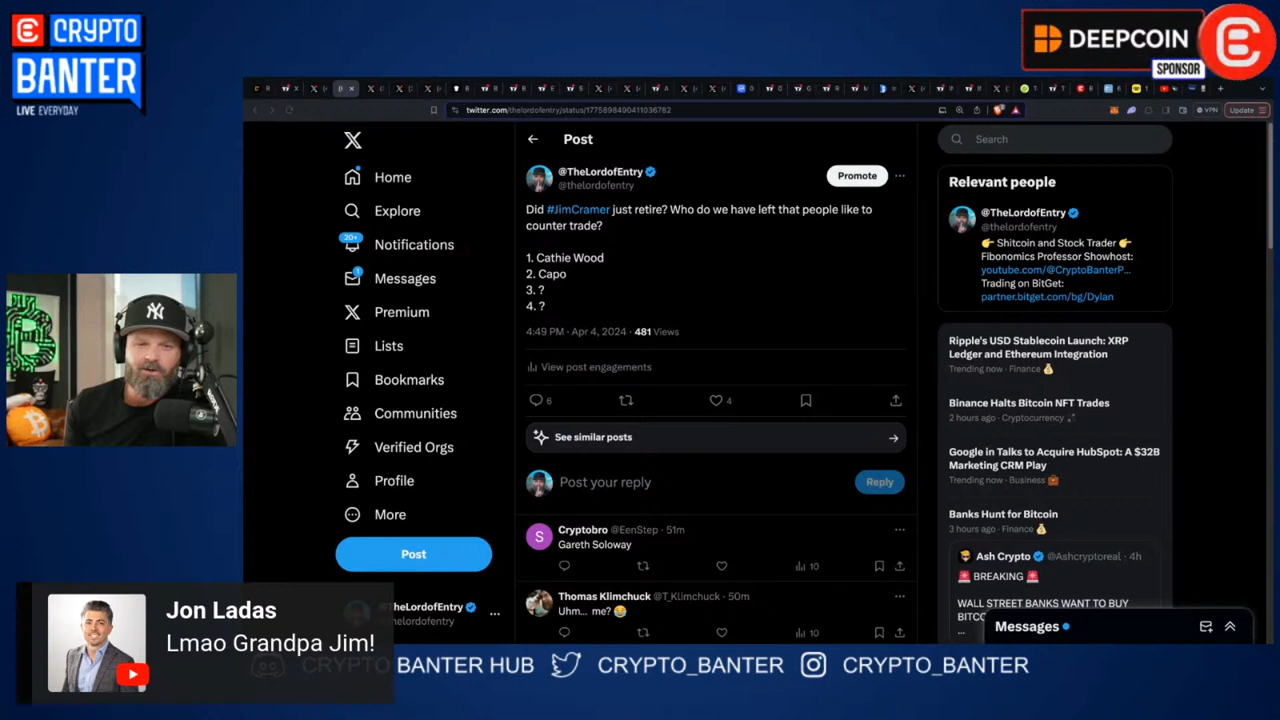 CRYPTO
BANTER
LIVE EVERYDAY
DEEPCOIN
SPONSOR
twitter.com/thelordofentry/status/1775898490411036782
VPN
Update
Home
Explore
20+
Notifications
1
Messages
Premium
Lists
Bookmarks
Communities
Verified Orgs
Profile
More
Post
@TheLordofEntry
@thelordofentry
Post
@TheLordofEntry
@thelordofentry
Promote
Did #JimCramer just retire? Who do we have left that people like to
counter trade?
1. Cathie Wood
2. Capo
3. ?
4. ?
4:49 PM · Apr 4, 2024 · 481 Views
View post engagements
6
4
See similar posts
Post your reply
Reply
S
Cryptobro @EenStep · 51m
Gareth Soloway
10
Thomas Klimchuck @T_Klimchuck · 50m
Uhm... me? 😂
10
Search
Relevant people
@TheLordofEntry
@thelordofentry
👉 Shitcoin and Stock Trader 👉
Fibonomics Professor Showhost:
youtube.com/@CryptoBanterP...
Trading on BitGet:
partner.bitget.com/bg/Dylan
Ripple's USD Stablecoin Launch: XRP
Ledger and Ethereum Integration
Trending now · Finance
Binance Halts Bitcoin NFT Trades
2 hours ago · Cryptocurrency
Google in Talks to Acquire HubSpot: A $32B
Marketing CRM Play
Trending now · Business
Banks Hunt for Bitcoin
3 hours ago · Finance
Ash Crypto @Ashcryptoreal · 4h
🚨 BREAKING 🚨
WALL STREET BANKS WANT TO BUY
...
Messages
Jon Ladas
Lmao Grandpa Jim!
CRYPTO BANTER HUB
CRYPTO_BANTER
CRYPTO_BANTER